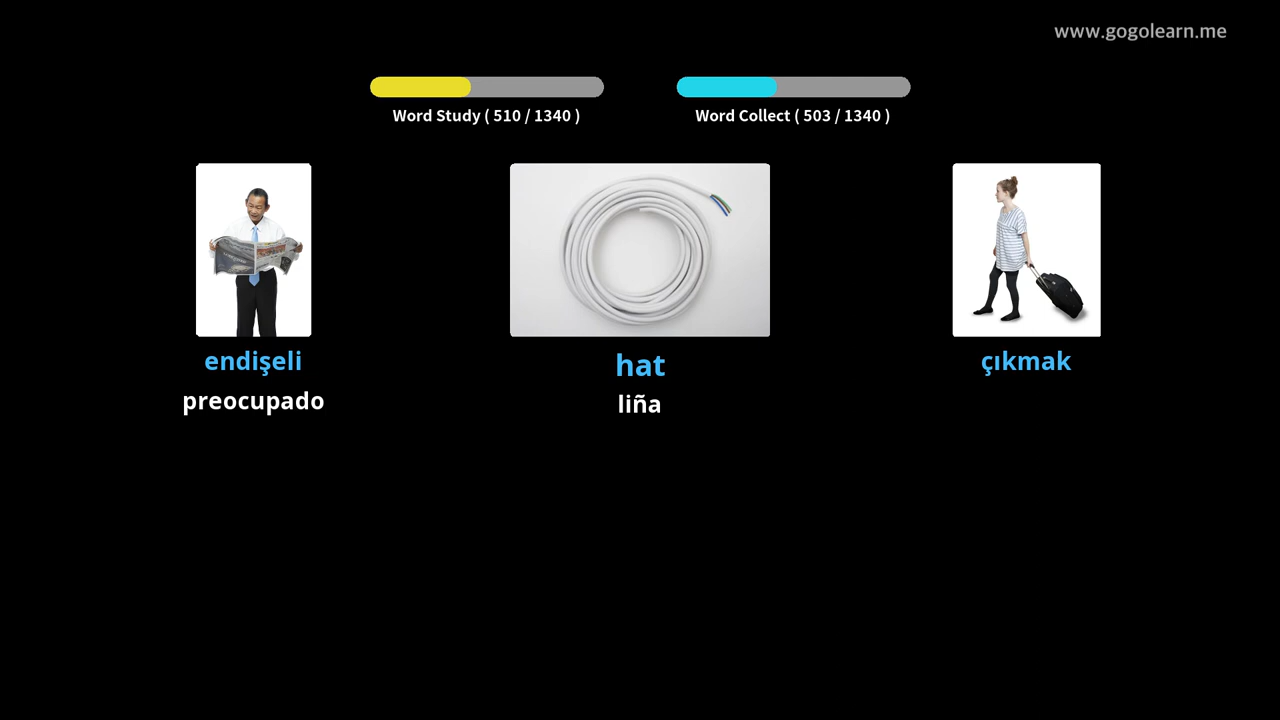 www.gogolearn.me
Word Study ( 510 / 1340 )
Word Collect ( 503 / 1340 )
endişeli
preocupado
hat
liña
çıkmak